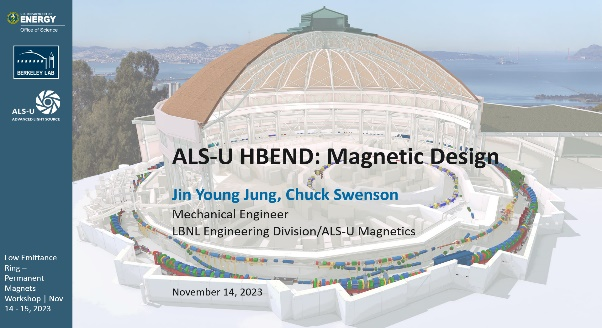 U.S. DEPARTMENT OF
ENERGY
Office of Science
BERKELEY LAB
ALS-U
ADVANCED LIGHT SOURCE
ALS-U HBEND: Magnetic Design
Jin Young Jung, Chuck Swenson
Mechanical Engineer
LBNL Engineering Division/ALS-U Magnetics
Low Emittance
Ring –
Permanent
Magnets
Workshop | Nov
14 - 15, 2023
November 14, 2023